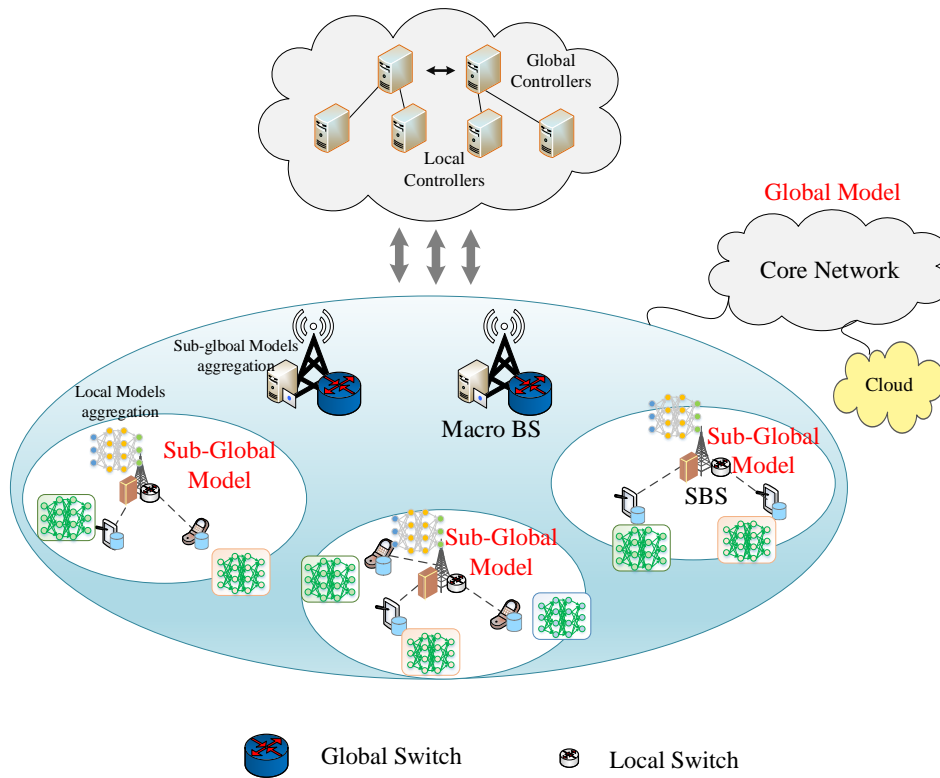 Global
Controllers
Local
Controllers
Global Model
Core Network
Cloud
Sub-glboal Models
aggregation
Macro BS
Local Models
aggregation
Sub-Global
Model
Sub-Global
Model
SBS
Sub-Global
Model
Global Switch
Local Switch